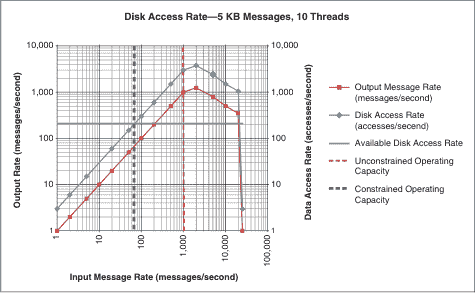 Disk Access Rate—5 KB Messages, 10 Threads
Output Rate (messages/second)
10,000
1,000
100
10
1
10,000
1,000
100
10
1
Data Access Rate (accesses/second)
1
10
100
1,000
10,000
100,000
Input Message Rate (messages/second)
Output Message Rate
(messages/second)
Disk Access Rate
(accesses/secend)
Available Disk Access Rate
Unconstrained Operating
Capacity
Constrained Operating
Capacity